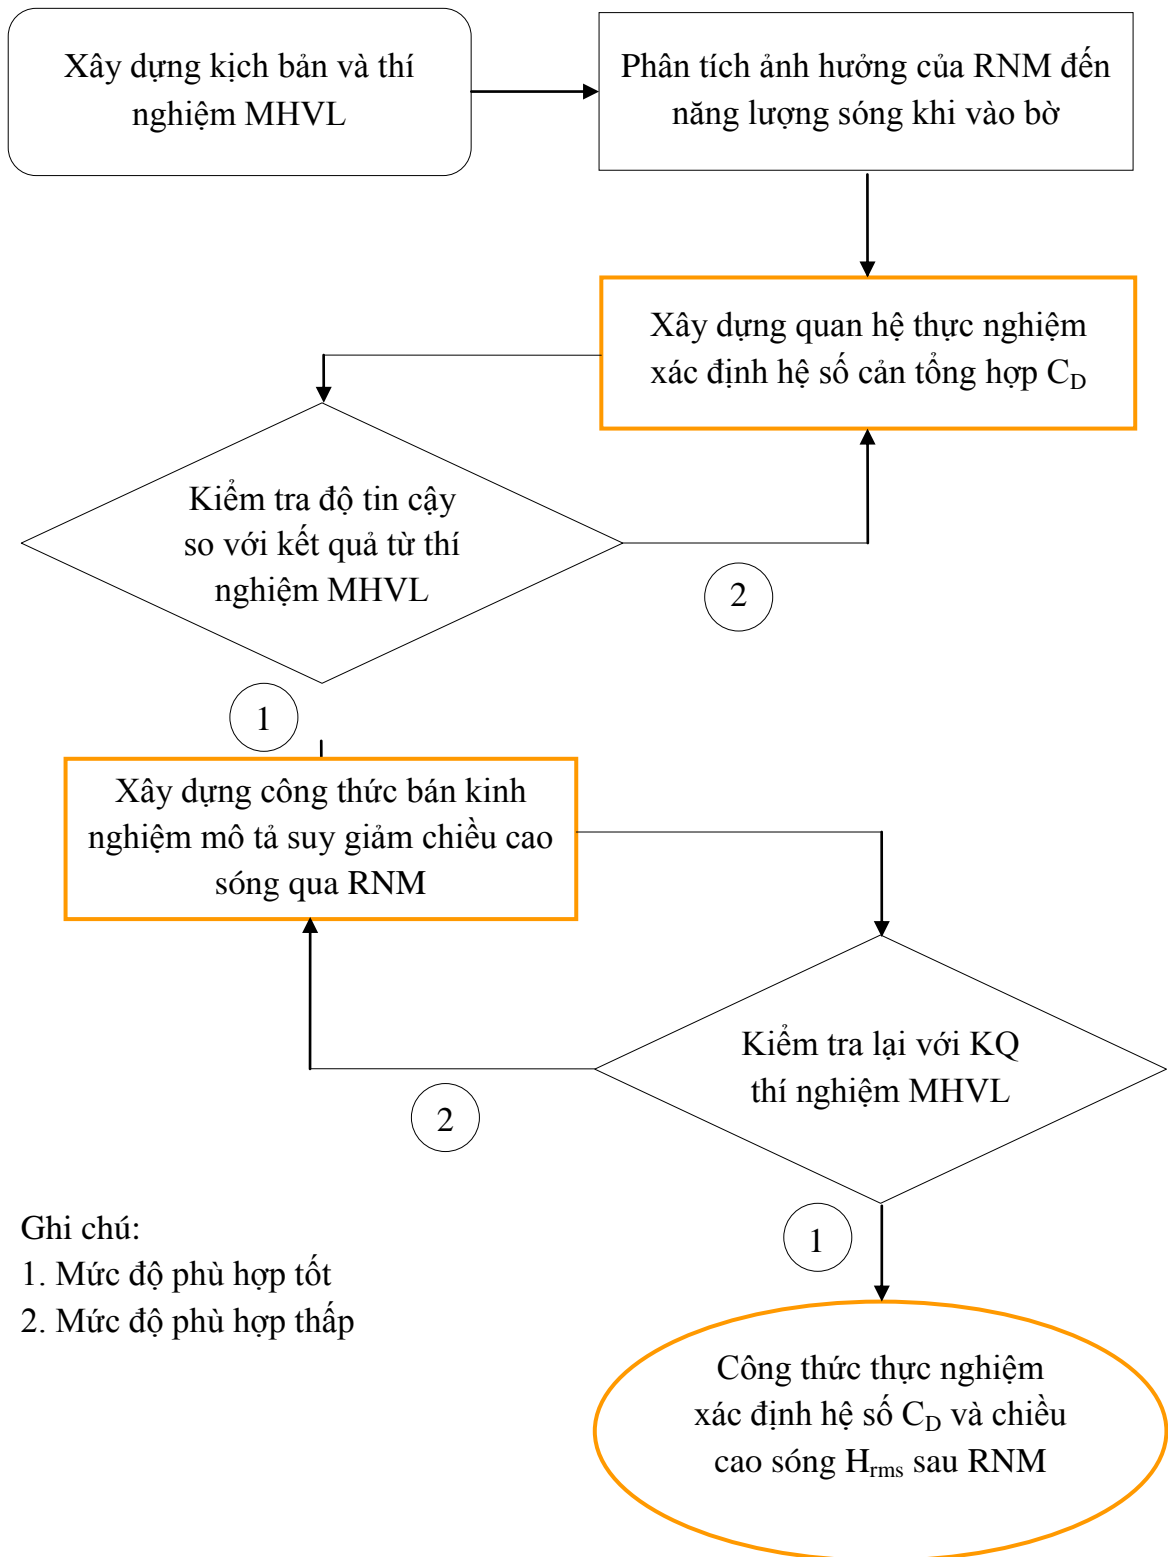 Xây dựng kịch bản và thí
nghiệm MHVL
Phân tích ảnh hưởng của RNM đến
năng lượng sóng khi vào bờ
Xây dựng quan hệ thực nghiệm
xác định hệ số cản tổng hợp C_D
Kiểm tra độ tin cậy
so với kết quả từ thí
nghiệm MHVL
2
1
Xây dựng công thức bán kinh
nghiệm mô tả suy giảm chiều cao
sóng qua RNM
Kiểm tra lại với KQ
thí nghiệm MHVL
2
1
Ghi chú:
1. Mức độ phù hợp tốt
2. Mức độ phù hợp thấp
Công thức thực nghiệm
xác định hệ số C_D và chiều
cao sóng H_rms sau RNM